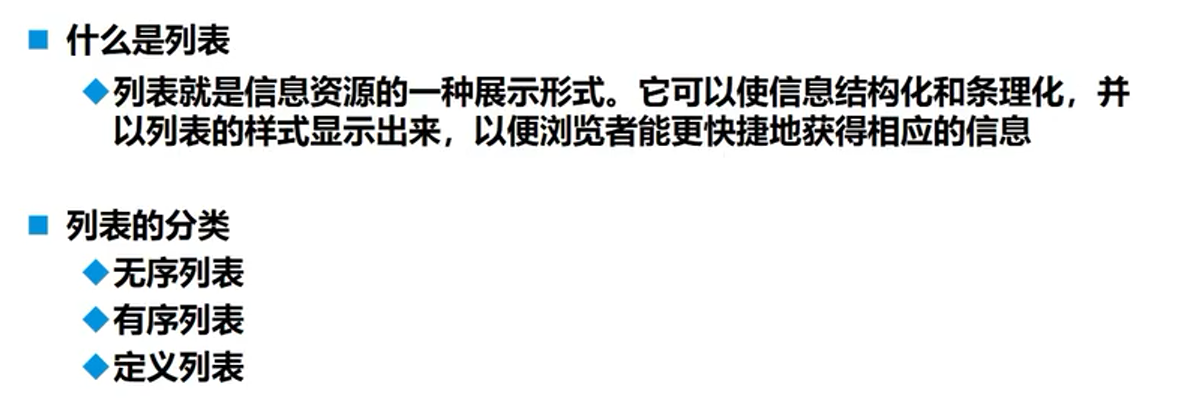 什么是列表
列表就是信息资源的一种展示形式。它可以使信息结构化和条理化，并
以列表的样式显示出来，以便浏览者能更快捷地获得相应的信息
列表的分类
无序列表
有序列表
定义列表